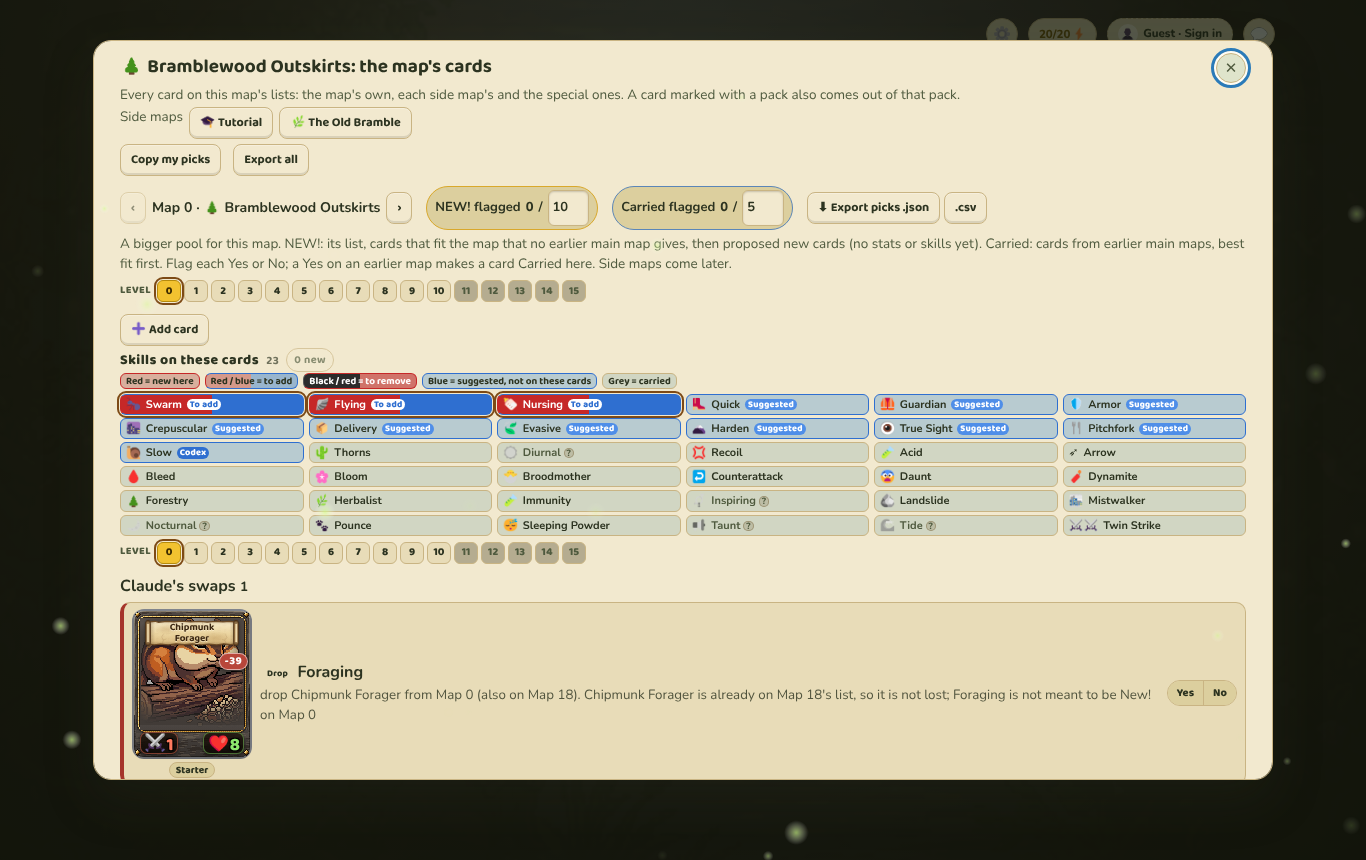 20/20
Guest · Sign in
Bramblewood Outskirts: the map's cards
×
Every card on this map's lists: the map's own, each side map's and the special ones. A card marked with a pack also comes out of that pack.
Side maps Tutorial The Old Bramble
Copy my picks Export all
‹ Map 0 · Bramblewood Outskirts › NEW! flagged 0 / 10 Carried flagged 0 / 5 ⬇ Export picks .json .csv
A bigger pool for this map. NEW!: its list, cards that fit the map that no earlier main map gives, then proposed new cards (no stats or skills yet). Carried: cards from earlier main maps, best
fit first. Flag each Yes or No; a Yes on an earlier map makes a card Carried here. Side maps come later.
LEVEL 0 1 2 3 4 5 6 7 8 9 10 11 12 13 14 15
Add card
Skills on these cards 23 0 new
Red = new here Red / blue = to add Black / red = to remove Blue = suggested, not on these cards Grey = carried
Swarm To add Flying To add Nursing To add Quick Suggested Guardian Suggested Armor Suggested
Crepuscular Suggested Delivery Suggested Evasive Suggested Harden Suggested True Sight Suggested Pitchfork Suggested
Slow Codex Thorns Diurnal ? Recoil Acid Arrow
Bleed Bloom Broodmother Counterattack Daunt Dynamite
Forestry Herbalist Immunity Inspiring ? Landslide Mistwalker
Nocturnal ? Pounce Sleeping Powder Taunt ? Tide ? Twin Strike
LEVEL 0 1 2 3 4 5 6 7 8 9 10 11 12 13 14 15
Claude's swaps 1
Chipmunk
Forager
-39
1 8
Starter
Drop Foraging
drop Chipmunk Forager from Map 0 (also on Map 18). Chipmunk Forager is already on Map 18's list, so it is not lost; Foraging is not meant to be New!
on Map 0
Yes No